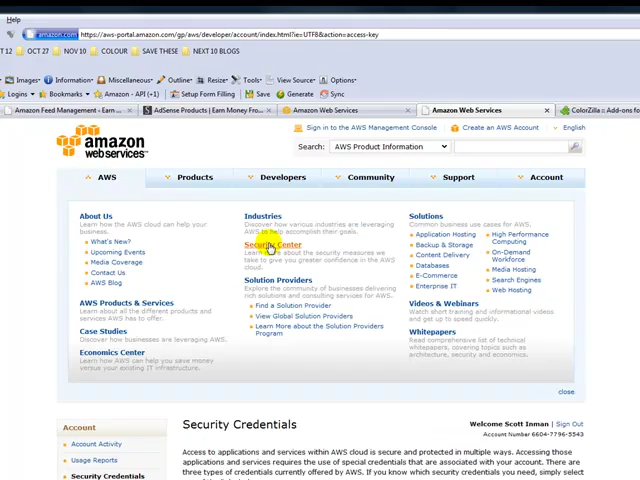 Help
amazon.com https://aws-portal.amazon.com/gp/aws/developer/account/index.html?ie=UTF8&action=access-key
T 12 OCT 27 NOV 10 COLOUR SAVE THESE NEXT 10 BLOGS
Images Information Miscellaneous Outline Resize Tools View Source Options
Logins Bookmarks Amazon - API (+1) Setup Form Filling Save Generate Sync
Amazon Feed Management - Earn ... AdSense Products | Earn Money Fro... Amazon Web Services Amazon Web Services ColorZilla :: Add-ons fo
amazon
webservices™
Sign in to the AWS Management Console Create an AWS Account English
Search: AWS Product Information
AWS Products Developers Community Support Account
About Us
Learn how the AWS cloud can help your
business.
What's New?
Upcoming Events
Media Coverage
Contact Us
AWS Blog
AWS Products & Services
Learn about all the different products and
services AWS has to offer.
Case Studies
Discover how businesses are leveraging AWS.
Economics Center
Learn how AWS can help you save money
versus your existing IT infrastructure.
Industries
Discover how various industries are leveraging
AWS to help accomplish their goals.
Security Center
Learn more about the security measures we
take to give you greater confidence in the AWS
cloud.
Solution Providers
Explore the community of businesses delivering
rich solutions and consulting services for AWS.
Find a Solution Provider
View Global Solution Providers
Learn More about the Solution Providers
Program
Solutions
Common business use cases for AWS.
Application Hosting
Backup & Storage
Content Delivery
Databases
E-Commerce
Enterprise IT
High Performance
Computing
On-Demand
Workforce
Media Hosting
Search Engines
Web Hosting
Videos & Webinars
Watch short training and informational videos
and get up to speed quickly.
Whitepapers
Read comprehensive list of technical
whitepapers, covering topics such as
architecture, security and economics.
close
Account
Account Activity
Usage Reports
Security Credentials
Security Credentials
Welcome Scott Inman | Sign Out
Account Number 6604-7796-5543
Access to applications and services within AWS cloud is secure and protected in multiple ways. Accessing those
applications and services requires the use of special credentials that are associated with your account. There are
three types of credentials currently offered by AWS. If you know which security credentials you need, simply select